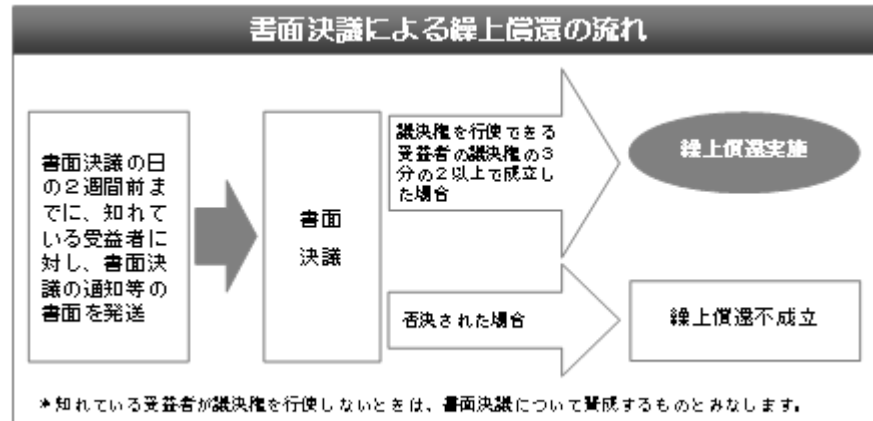 書面決議による繰上償還の流れ
書面決議の日
の2週間前ま
でに、知れて
いる受益者に
対し、書面決
議の通知等の
書面を発送
書面
決議
議決権を行使できる
受益者の議決権の3
分の2以上で成立し
た場合
繰上償還実施
否決された場合
繰上償還不成立
*知れている受益者が議決権を行使しないときは、書面決議について賛成するものとみなします。